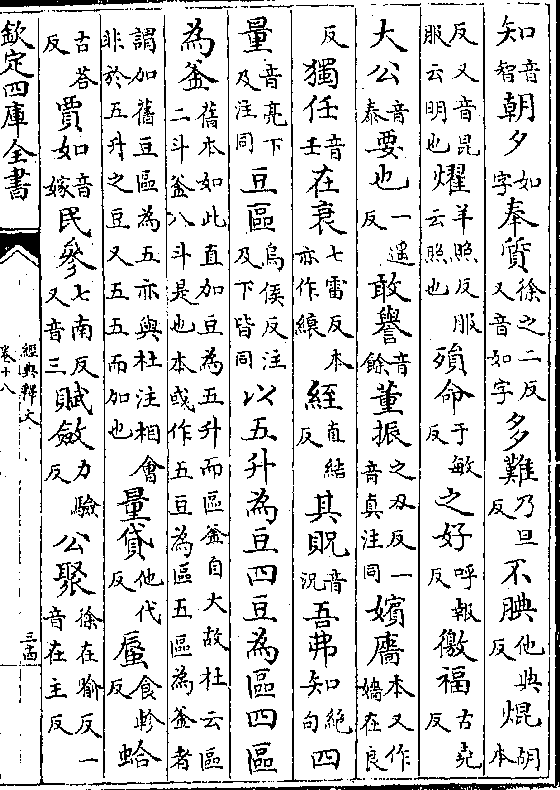 知音智朝夕如字奉質徐之二反又音如字多難乃旦反不腆他典反焜胡本
反又音昆服云明也燿羊照反服云照也殞命于敏反之好呼報反徼福古堯反
大公音泰要也一遥反敢譽音餘董振之刃反一音真注同嬪嬙本又作嫱在良
反獨任音壬在衰七雷反本亦作縗絰直結反其貺音況吾弗知絶句四
量音亮下及注同豆區烏侯反注及下皆同以五升為豆四豆為區四區
為釜舊本如此直加豆為五升而區釜自大故杜云區二斗釜八斗是也本或作五豆為區五區為釜者
謂加舊豆區為五亦與杜注相會非於五升之豆又五五而加也量貸他代反蜃食軫反蛤
古荅反賈如音嫁民參七南反又音三賦斂力驗反公聚徐在喻反一音在主反
欽定四庫全書
經典釋文
卷十八
三西